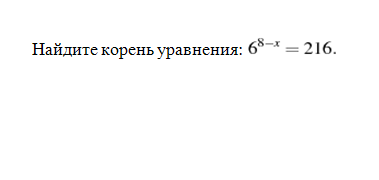 Найдите корень уравнения: 6^{8−x} = 216.